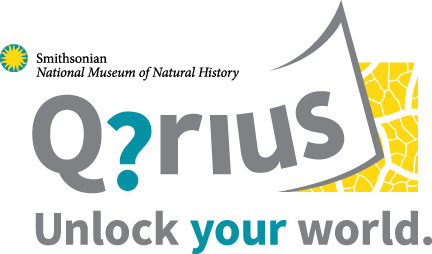 Smithsonian
National Museum of Natural History
Q?rius
Unlock your world.